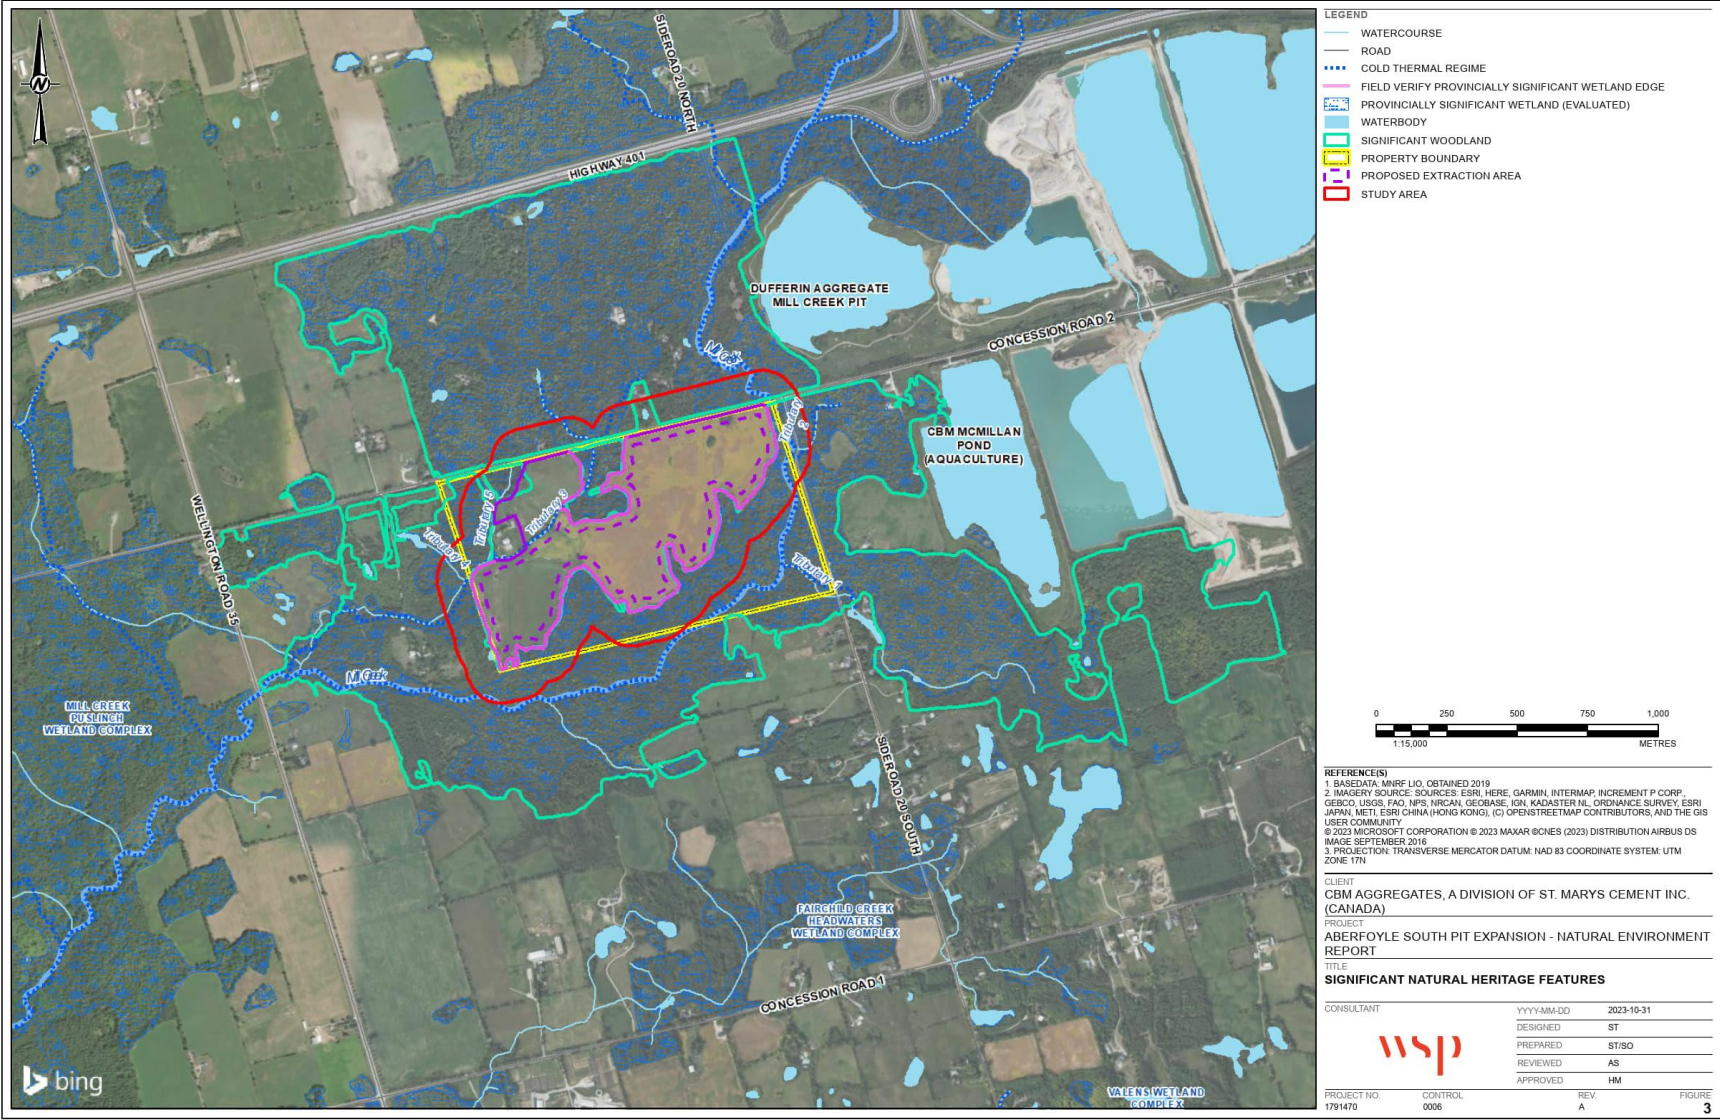 SIDEROAD 20 NORTH
HIGHWAY 401
DUFFERIN AGGREGATE
MILL CREEK PIT
CONCESSION ROAD 2
Mill Creek
Tributary
2
CBM MCMILLAN
POND
(AQUACULTURE)
WELLINGTON ROAD 35
Tributary 5
Tributary 3
Tributary 4
Tributary 1
Mill Creek
MILL CREEK
PUSLINCH
WETLAND COMPLEX
SIDEROAD 20 SOUTH
FAIRCHILD CREEK
HEADWATERS
WETLAND COMPLEX
CONCESSION ROAD 1
VALENS WETLAND
COMPLEX
bing
N
LEGEND
WATERCOURSE
ROAD
COLD THERMAL REGIME
FIELD VERIFY PROVINCIALLY SIGNIFICANT WETLAND EDGE
PROVINCIALLY SIGNIFICANT WETLAND (EVALUATED)
WATERBODY
SIGNIFICANT WOODLAND
PROPERTY BOUNDARY
PROPOSED EXTRACTION AREA
STUDY AREA
0 250 500 750 1,000
1:15,000 METRES
REFERENCE(S)
1. BASEDATA: MNRF LIO, OBTAINED 2019
2. IMAGERY SOURCE: SOURCES: ESRI, HERE, GARMIN, INTERMAP, INCREMENT P CORP.,
GEBCO, USGS, FAO, NPS, NRCAN, GEOBASE, IGN, KADASTER NL, ORDNANCE SURVEY, ESRI
JAPAN, METI, ESRI CHINA (HONG KONG), (C) OPENSTREETMAP CONTRIBUTORS, AND THE GIS
USER COMMUNITY
© 2023 MICROSOFT CORPORATION © 2023 MAXAR ©CNES (2023) DISTRIBUTION AIRBUS DS
IMAGE SEPTEMBER 2016
3. PROJECTION: TRANSVERSE MERCATOR DATUM: NAD 83 COORDINATE SYSTEM: UTM
ZONE 17N
CLIENT
CBM AGGREGATES, A DIVISION OF ST. MARYS CEMENT INC.
(CANADA)
PROJECT
ABERFOYLE SOUTH PIT EXPANSION - NATURAL ENVIRONMENT
REPORT
TITLE
SIGNIFICANT NATURAL HERITAGE FEATURES
CONSULTANT
wsp
YYYY-MM-DD 2023-10-31
DESIGNED ST
PREPARED ST/SO
REVIEWED AS
APPROVED HM
PROJECT NO. CONTROL REV. FIGURE
1791470 0006 A 3